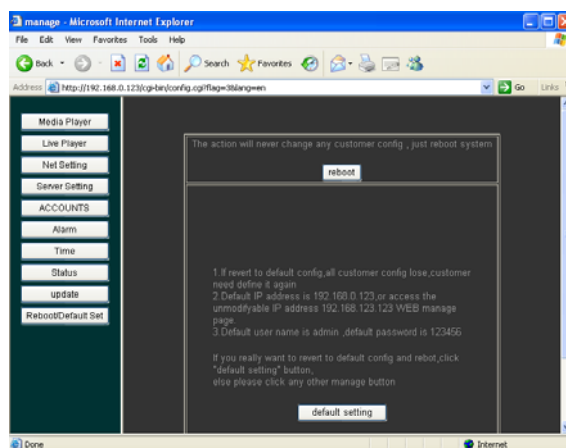 manage - Microsoft Internet Explorer
File Edit View Favorites Tools Help
Back Search Favorites
Address http://192.168.0.123/cgi-bin/config.cgi?flag=38lang=en Go Links
Media Player
Live Player
Net Setting
Server Setting
ACCOUNTS
Alarm
Time
Status
update
Reboot/Default Set
The action will never change any customer config , just reboot system
reboot
1.If revert to default config,all customer config lose,customer
need define it again
2.Default IP address is 192.168.0.123,or access the
unmodifyable IP address 192.168.123.123 WEB manage
page.
3.Default user name is admin ,default password is 123456
If you really want to revert to default config and rebot,click
"default setting" button,
else please click any other manage button
default setting
Done Internet